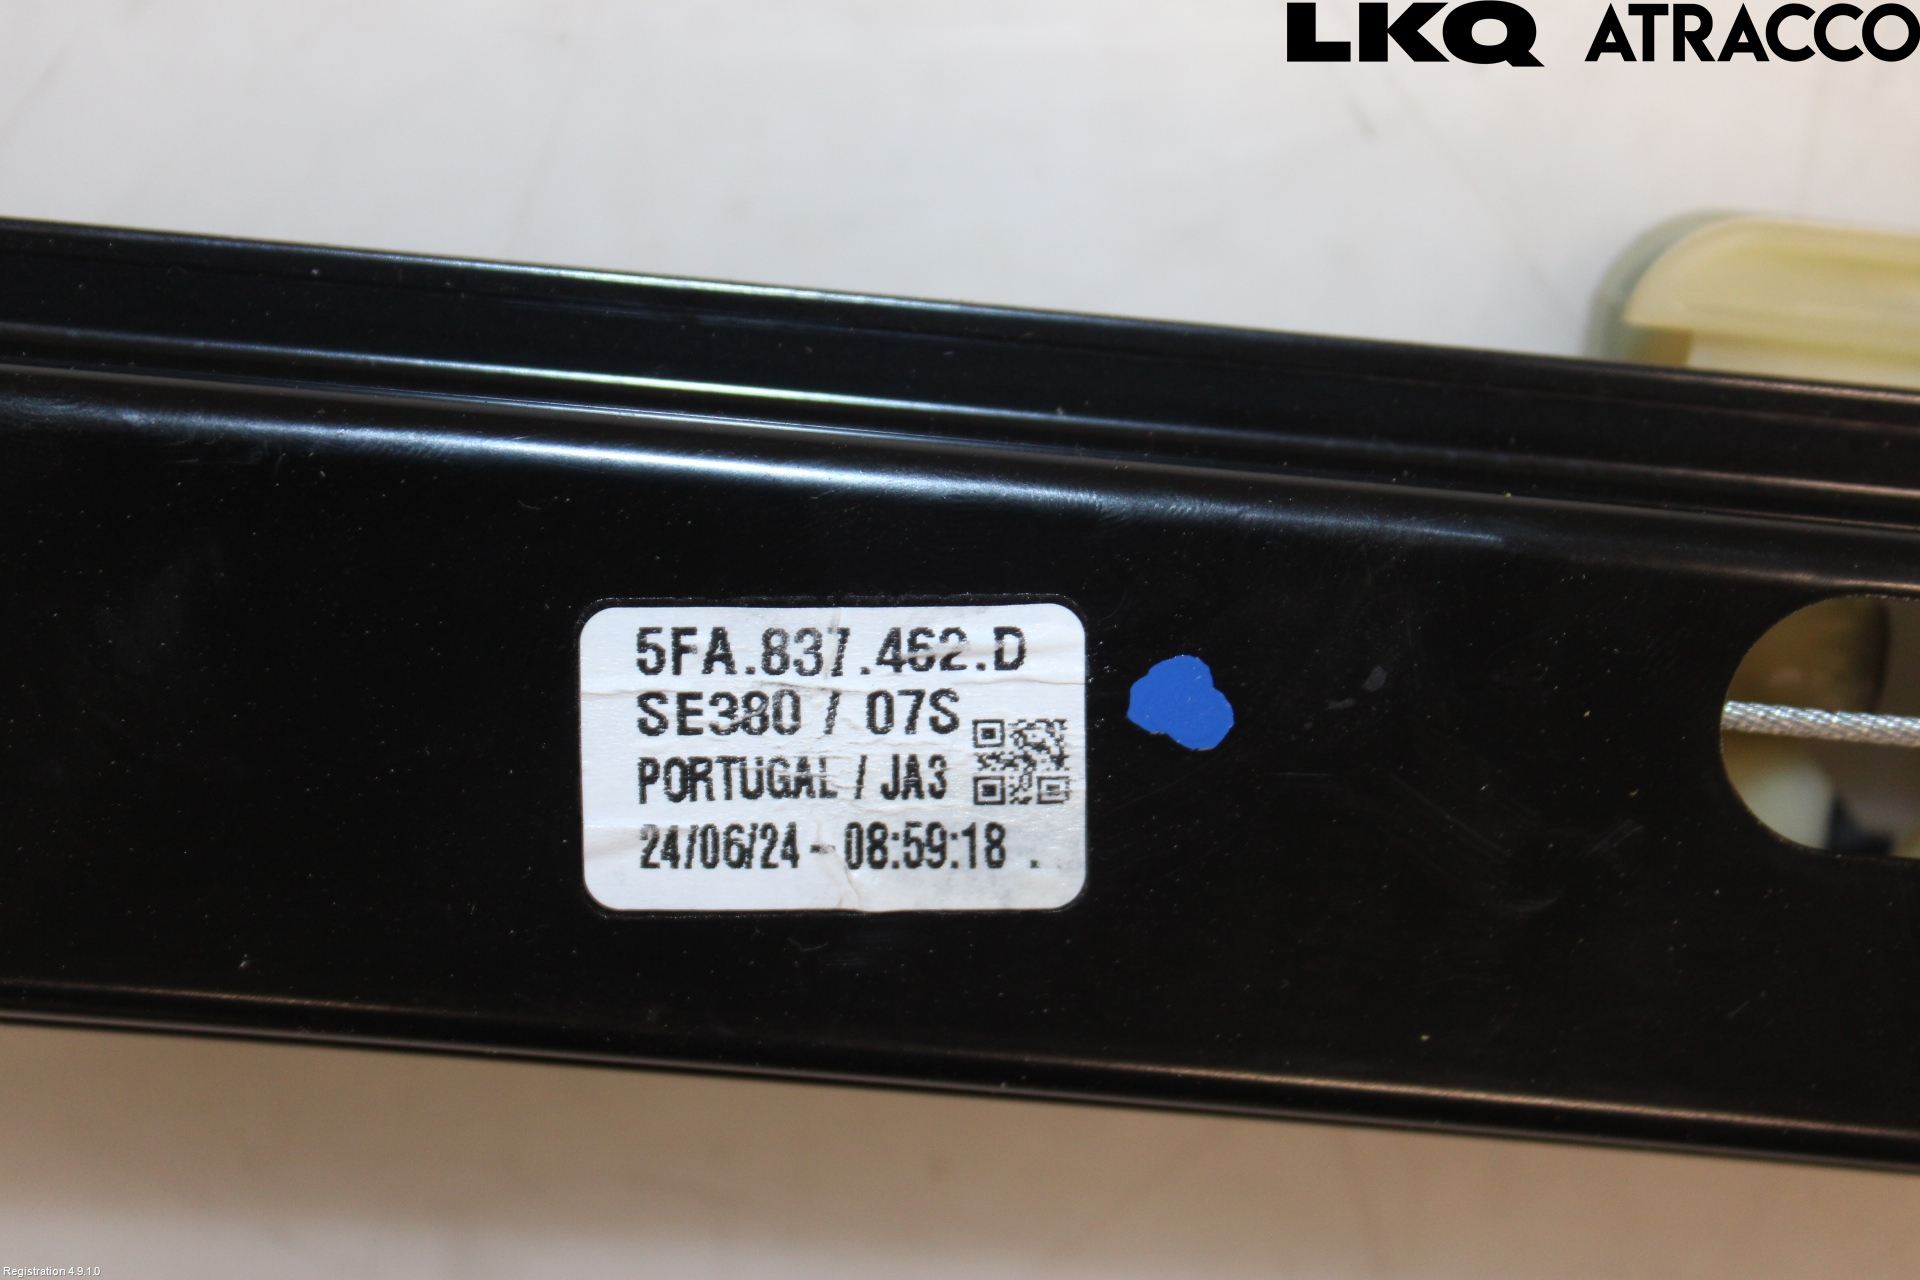 LKQ ATRACCO
5FA.837.462.D
SE380 / 07S
PORTUGAL / JA3
24/06/24 - 08:59:18 .
Registration 4.9.1.0